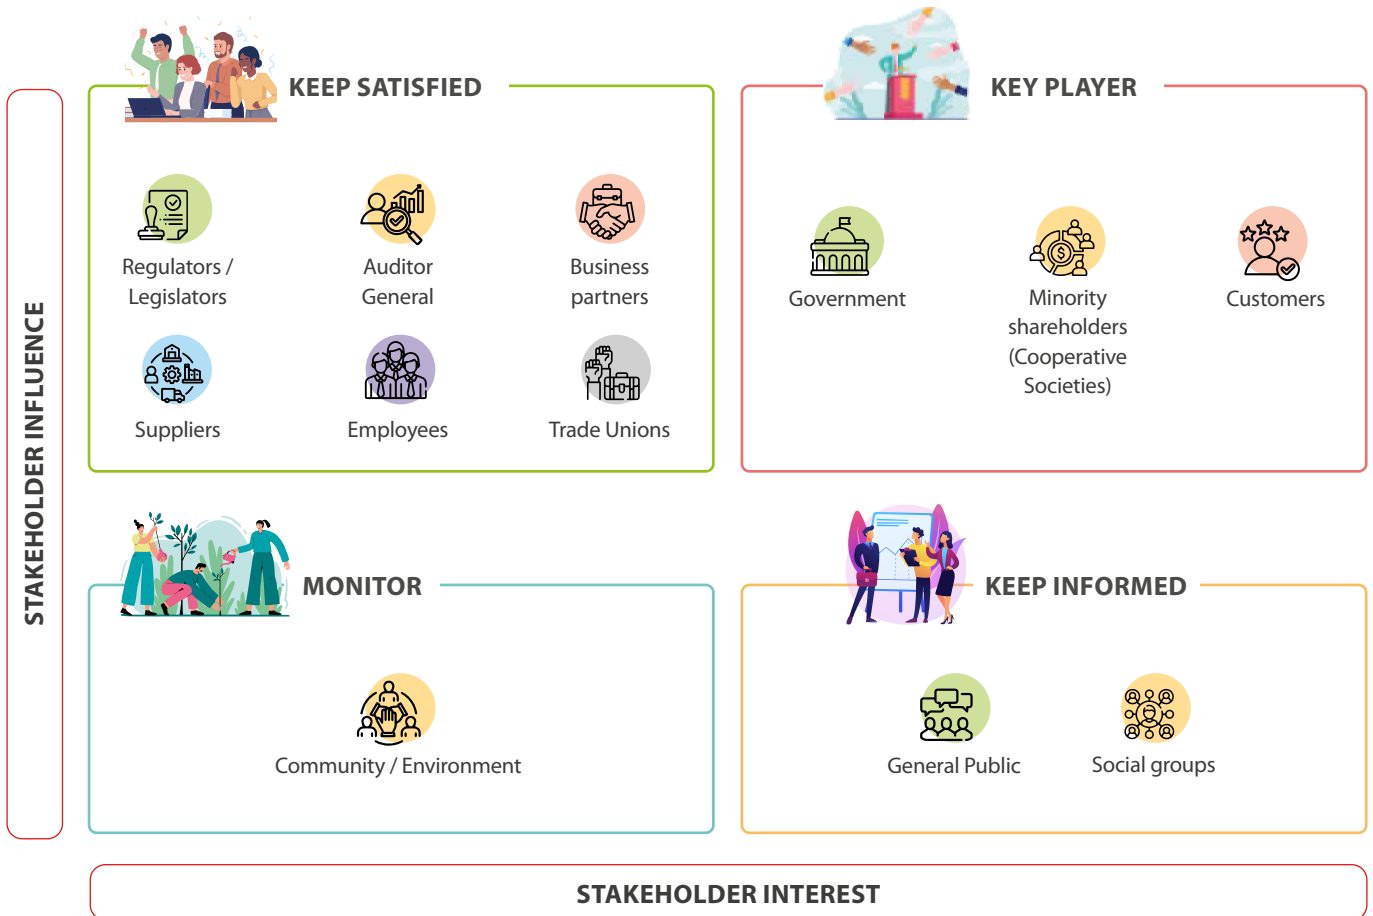 KEEP SATISFIED
KEY PLAYER
Regulators /
Legislators
Auditor
General
Business
partners
Suppliers
Employees
Trade Unions
Government
Minority
shareholders
(Cooperative
Societies)
Customers
STAKEHOLDER INFLUENCE
MONITOR
KEEP INFORMED
Community / Environment
General Public
Social groups
STAKEHOLDER INTEREST